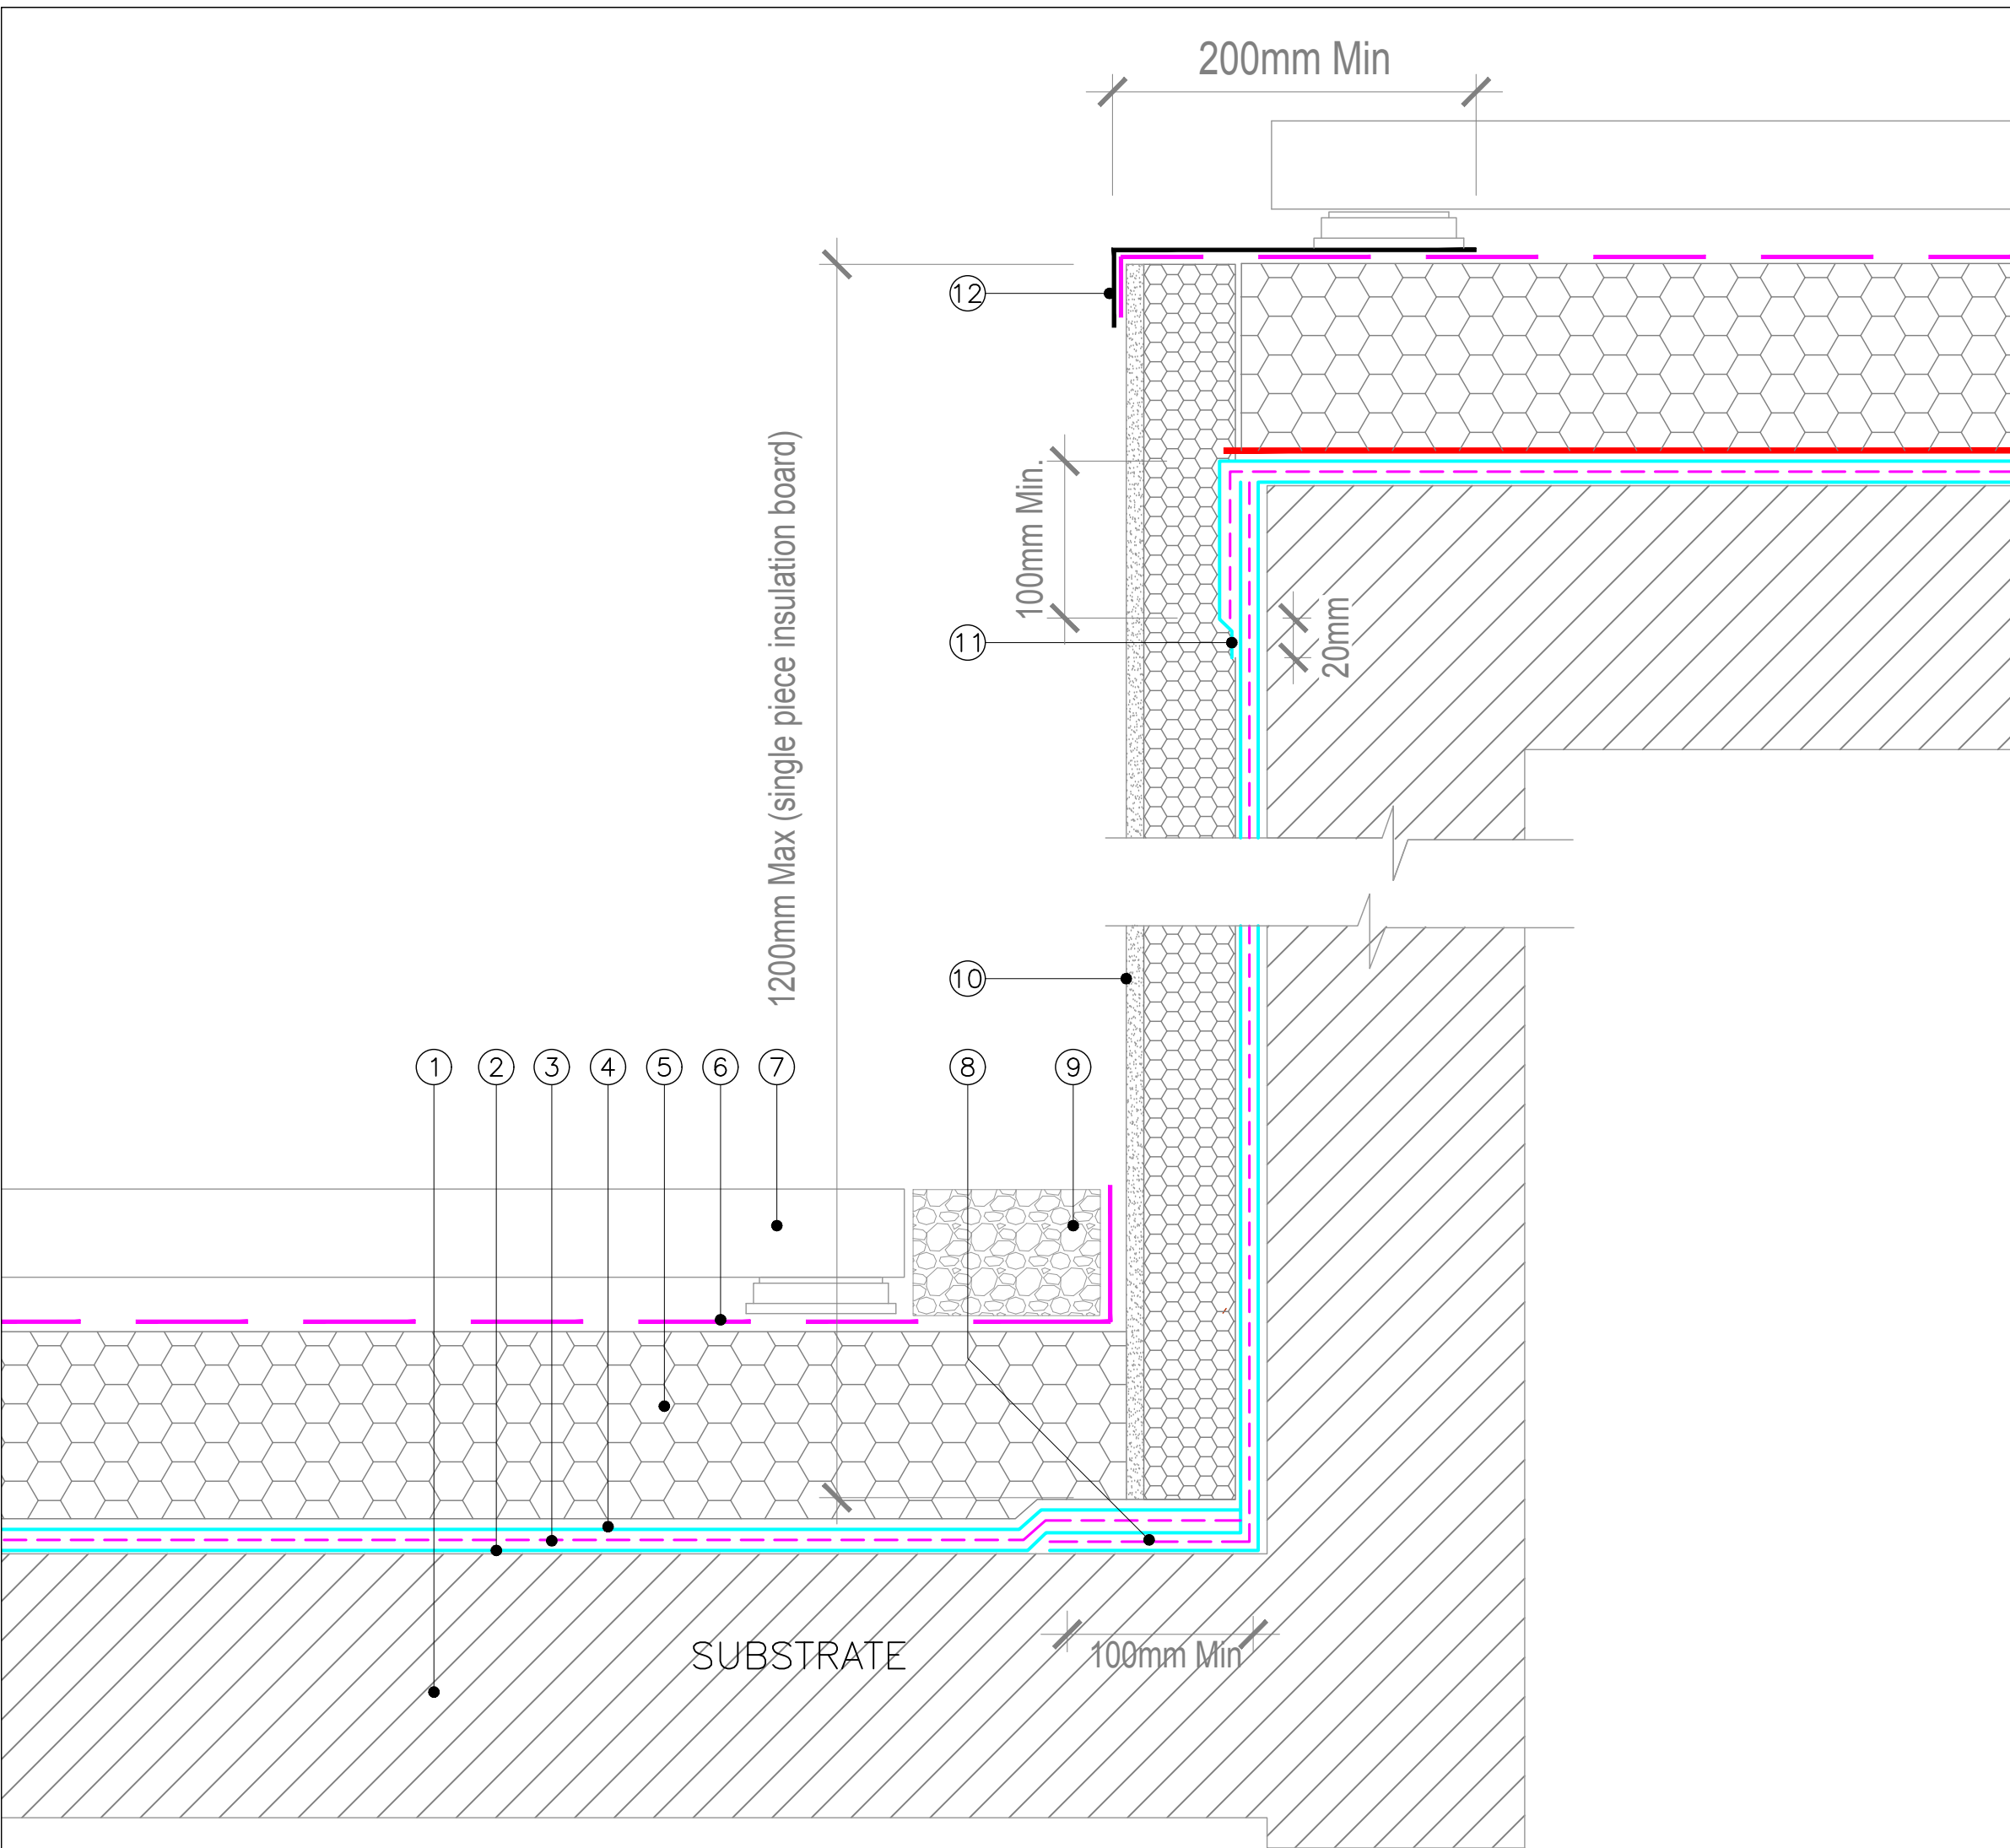 200mm Min
12
1200mm Max (single piece insulation board)
100mm Min.
11
20mm
10
1 2 3 4 5 6 7 8 9
SUBSTRATE
100mm Min